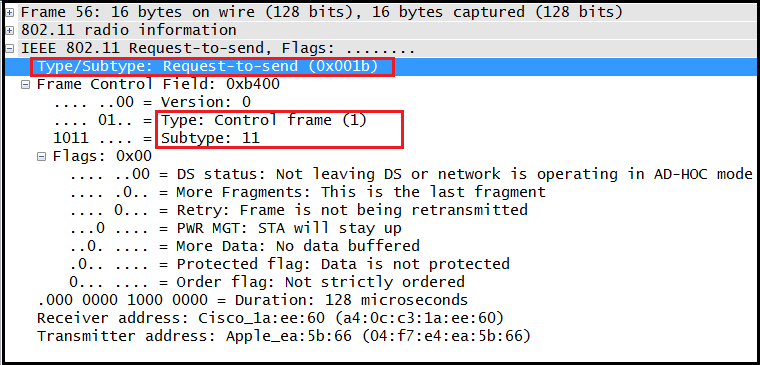 Frame 56: 16 bytes on wire (128 bits), 16 bytes captured (128 bits)
802.11 radio information
IEEE 802.11 Request-to-send, Flags: ........
Type/Subtype: Request-to-send (0x001b)
Frame Control Field: 0xb400
.... ..00 = Version: 0
.... 01.. = Type: Control frame (1)
1011 .... = Subtype: 11
Flags: 0x00
.... ..00 = DS status: Not leaving DS or network is operating in AD-HOC mode
.... .0.. = More Fragments: This is the last fragment
.... 0... = Retry: Frame is not being retransmitted
...0 .... = PWR MGT: STA will stay up
..0. .... = More Data: No data buffered
.0.. .... = Protected flag: Data is not protected
0... .... = Order flag: Not strictly ordered
.000 0000 1000 0000 = Duration: 128 microseconds
Receiver address: Cisco_1a:ee:60 (a4:0c:c3:1a:ee:60)
Transmitter address: Apple_ea:5b:66 (04:f7:e4:ea:5b:66)